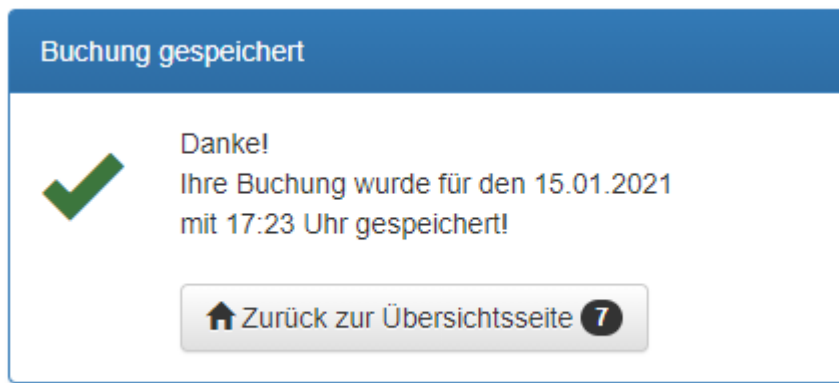 Buchung gespeichert
Danke!
Ihre Buchung wurde für den 15.01.2021
mit 17:23 Uhr gespeichert!
Zurück zur Übersichtsseite 7